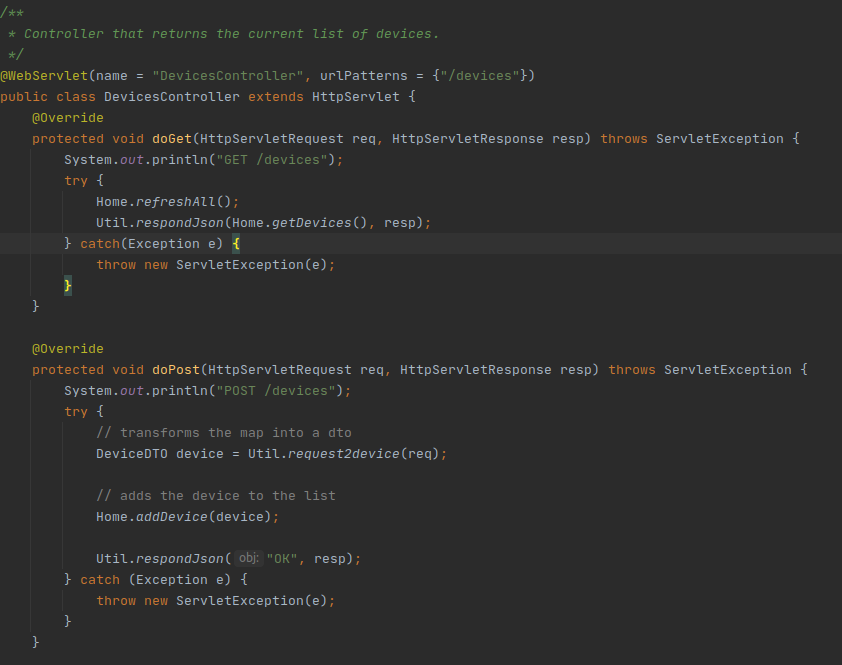 /**
 * Controller that returns the current list of devices.
 */
@WebServlet(name = "DevicesController", urlPatterns = {"/devices"})
public class DevicesController extends HttpServlet {
    @Override
    protected void doGet(HttpServletRequest req, HttpServletResponse resp) throws ServletException {
        System.out.println("GET /devices");
        try {
            Home.refreshAll();
            Util.respondJson(Home.getDevices(), resp);
        } catch(Exception e) {
            throw new ServletException(e);
        }
    }

    @Override
    protected void doPost(HttpServletRequest req, HttpServletResponse resp) throws ServletException {
        System.out.println("POST /devices");
        try {
            // transforms the map into a dto
            DeviceDTO device = Util.request2device(req);

            // adds the device to the list
            Home.addDevice(device);

            Util.respondJson( obj: "OK", resp);
        } catch (Exception e) {
            throw new ServletException(e);
        }
    }